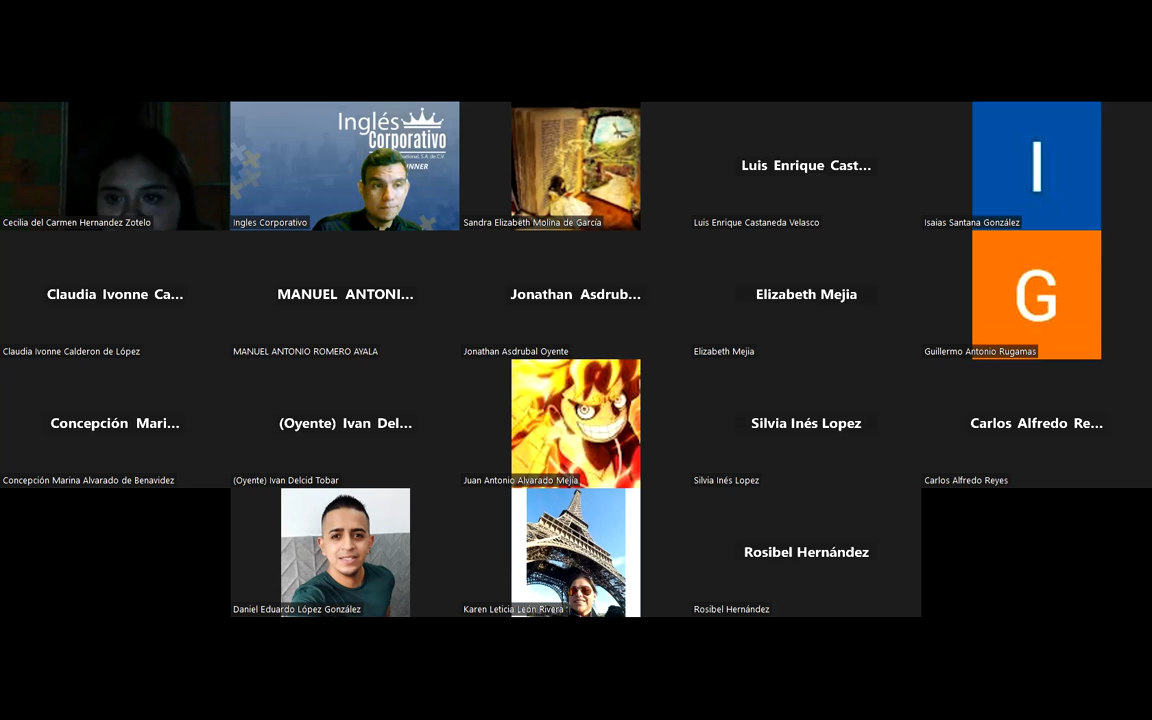 Inglés
Corporativo
national, S.A. de C.V.
NNER
Cecilia del Carmen Hernandez Zotelo
Ingles Corporativo
Sandra Elizabeth Molina de García
Luis Enrique Cast...
Luis Enrique Castaneda Velasco
I
Isaias Santana González
Claudia Ivonne Ca...
Claudia Ivonne Calderon de López
MANUEL ANTONI...
MANUEL ANTONIO ROMERO AYALA
Jonathan Asdrub...
Jonathan Asdrubal Oyente
Elizabeth Mejia
Elizabeth Mejia
G
Guillermo Antonio Rugamas
Concepción Mari...
Concepción Marina Alvarado de Benavidez
(Oyente) Ivan Del...
(Oyente) Ivan Delcid Tobar
Juan Antonio Alvarado Mejía
Silvia Inés Lopez
Silvia Inés Lopez
Carlos Alfredo Re...
Carlos Alfredo Reyes
Daniel Eduardo López González
Karen Leticia Leon Rivera
Rosibel Hernández
Rosibel Hernández